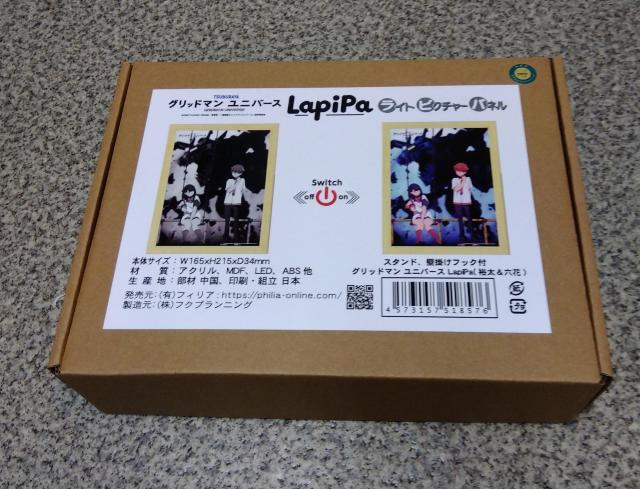 TSUBURAYA
グリッドマン ユニバース
GRIDMAN UNIVERSE
LapiPa
ライト ピクチャー パネル
Switch
off
on
本体サイズ：W165xH215xD34mm
材　質：アクリル、MDF、LED、ABS 他
生 産 地：部材 中国、印刷・組立 日本
発売元：(有)フィリア：https://philia-online.com/
製造元：(株)フクプランニング
スタンド、壁掛けフック付
グリッドマン ユニバース LapiPa(裕太&六花)
4573157518576